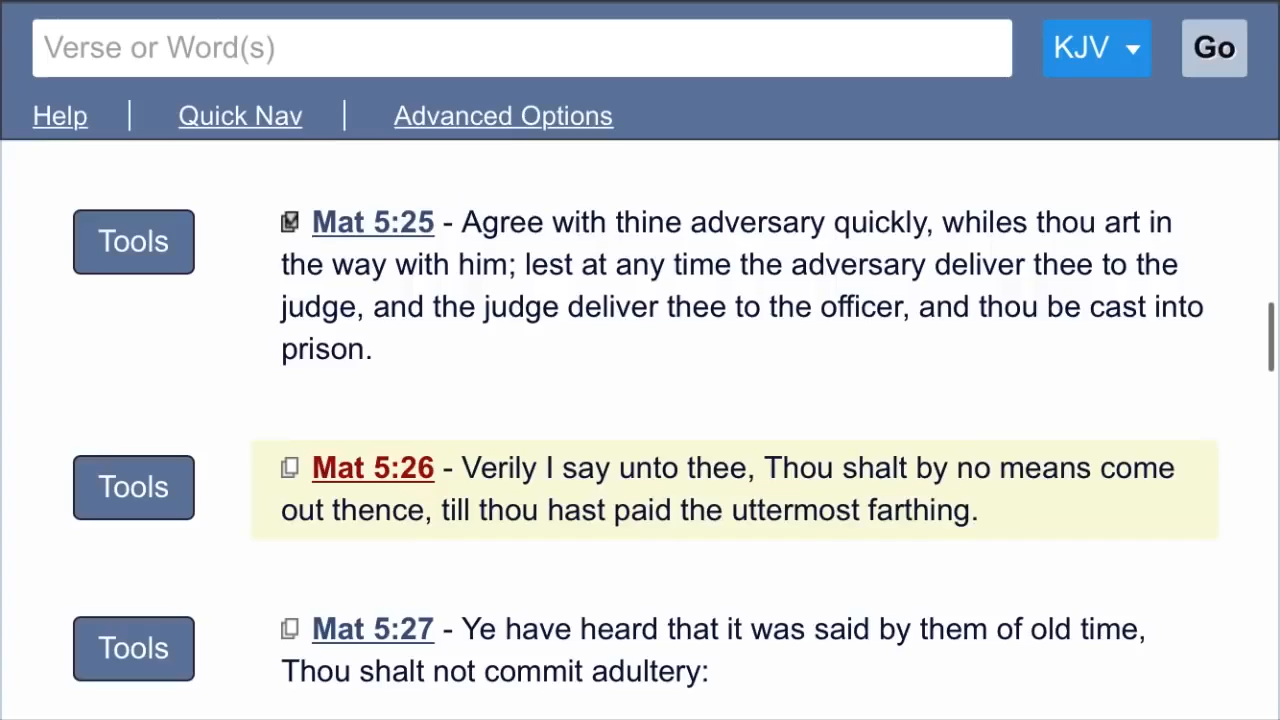 Verse or Word(s)
KJV
Go
Help | Quick Nav | Advanced Options
Tools
Mat 5:25 - Agree with thine adversary quickly, whiles thou art in
the way with him; lest at any time the adversary deliver thee to the
judge, and the judge deliver thee to the officer, and thou be cast into
prison.
Tools
Mat 5:26 - Verily I say unto thee, Thou shalt by no means come
out thence, till thou hast paid the uttermost farthing.
Tools
Mat 5:27 - Ye have heard that it was said by them of old time,
Thou shalt not commit adultery: